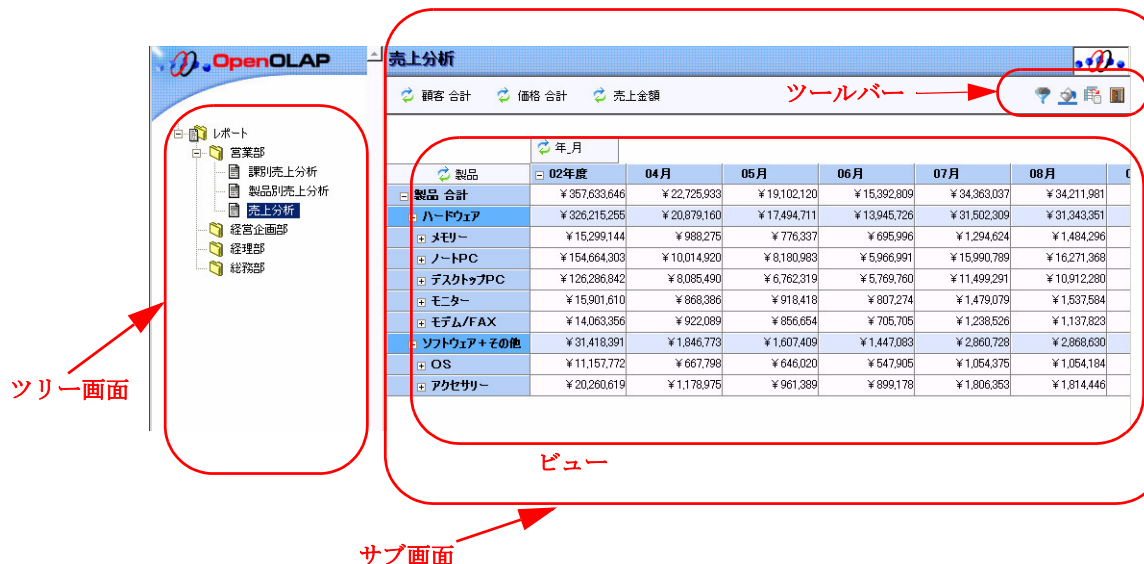 OpenOLAP
売上分析
顧客 合計 価格 合計 売上金額
ツールバー
レポート
営業部
課別売上分析
製品別売上分析
売上分析
経営企画部
経理部
総務部
年_月
製品 02年度 04月 05月 06月 07月 08月
製品 合計 ¥357,633,646 ¥22,725,933 ¥19,102,120 ¥15,392,809 ¥34,363,037 ¥34,211,981
ハードウェア ¥326,215,255 ¥20,879,160 ¥17,494,711 ¥13,945,726 ¥31,502,309 ¥31,343,351
メモリー ¥15,299,144 ¥988,275 ¥776,337 ¥695,996 ¥1,294,624 ¥1,484,296
ノートPC ¥154,664,303 ¥10,014,920 ¥8,180,983 ¥5,966,991 ¥15,990,789 ¥16,271,368
デスクトップPC ¥126,286,842 ¥8,085,490 ¥6,762,319 ¥5,769,760 ¥11,499,291 ¥10,912,280
モニター ¥15,901,610 ¥868,386 ¥918,418 ¥807,274 ¥1,479,079 ¥1,537,584
モデム/FAX ¥14,063,356 ¥922,089 ¥856,654 ¥705,705 ¥1,238,526 ¥1,137,823
ソフトウェア+その他 ¥31,418,391 ¥1,846,773 ¥1,607,409 ¥1,447,083 ¥2,860,728 ¥2,868,630
OS ¥11,157,772 ¥667,798 ¥646,020 ¥547,905 ¥1,054,375 ¥1,054,184
アクセサリー ¥20,260,619 ¥1,178,975 ¥961,389 ¥899,178 ¥1,806,353 ¥1,814,446
ツリー画面
ビュー
サブ画面